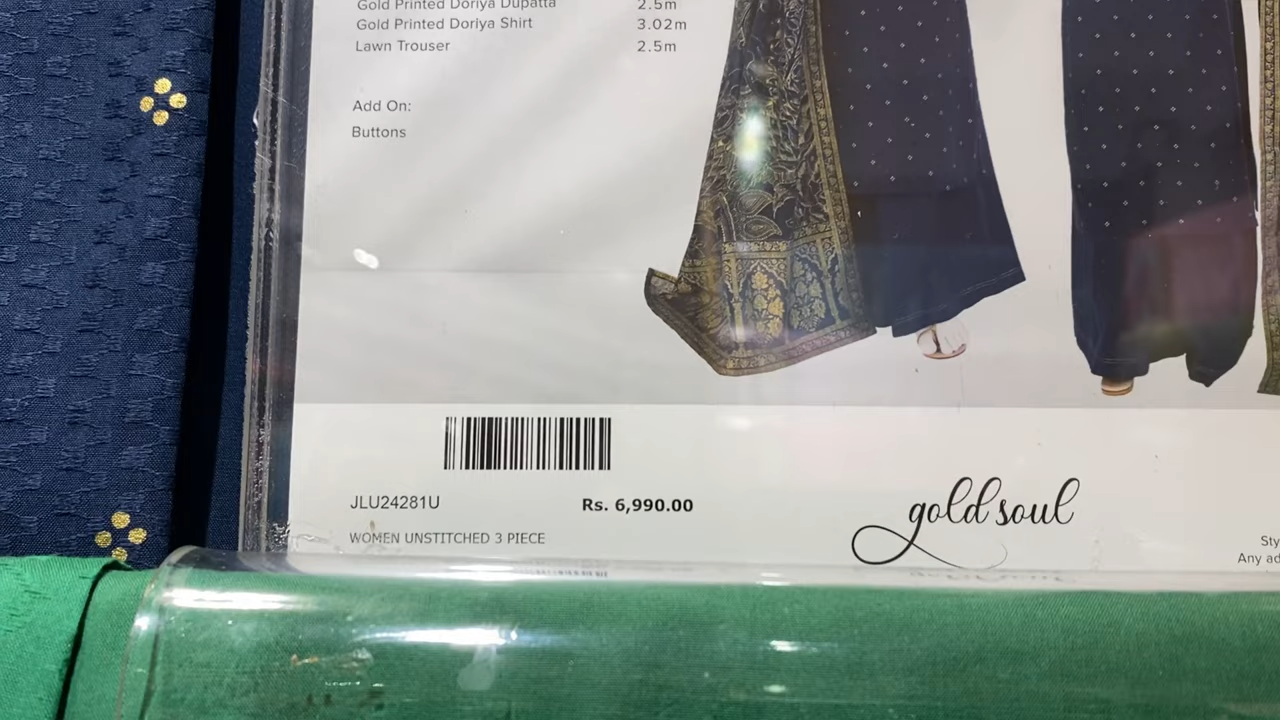 Gold Printed Doriya Dupatta 2.5m
Gold Printed Doriya Shirt 3.02m
Lawn Trouser 2.5m
Add On:
Buttons
JLU24281U
Rs. 6,990.00
WOMEN UNSTITCHED 3 PIECE
gold soul
Any